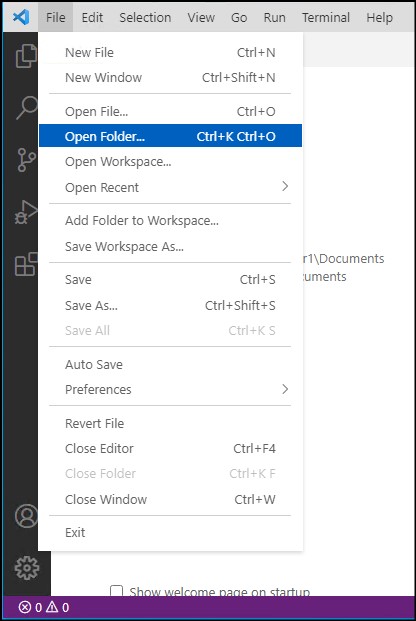 File Edit Selection View Go Run Terminal Help
New File Ctrl+N
New Window Ctrl+Shift+N
Open File... Ctrl+O
Open Folder... Ctrl+K Ctrl+O
Open Workspace...
Open Recent
Add Folder to Workspace...
Save Workspace As...
r1\Documents
Save Ctrl+S
cuments
Save As... Ctrl+Shift+S
Save All Ctrl+K S
Auto Save
Preferences
Revert File
Close Editor Ctrl+F4
Close Folder Ctrl+K F
Close Window Ctrl+W
Exit
Show welcome page on startup
0 0